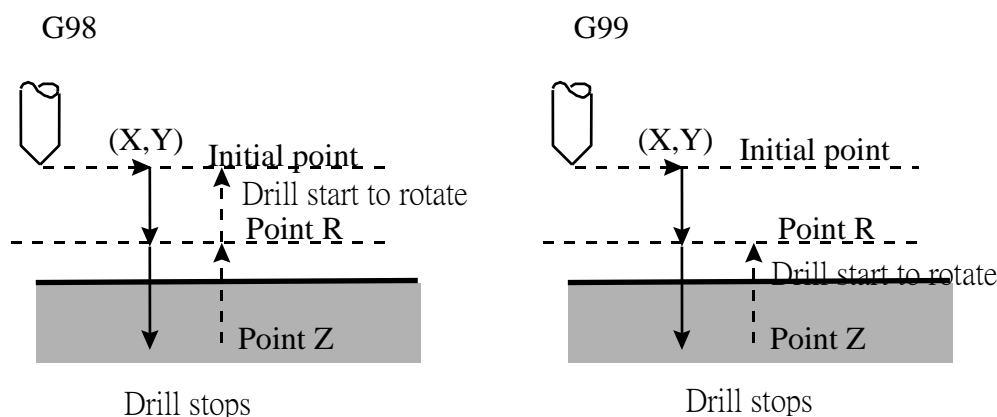 G98
(X,Y)
Initial point
Drill start to rotate
Point R
Point Z
Drill stops
G99
(X,Y)
Initial point
Point R
Drill start to rotate
Point Z
Drill stops